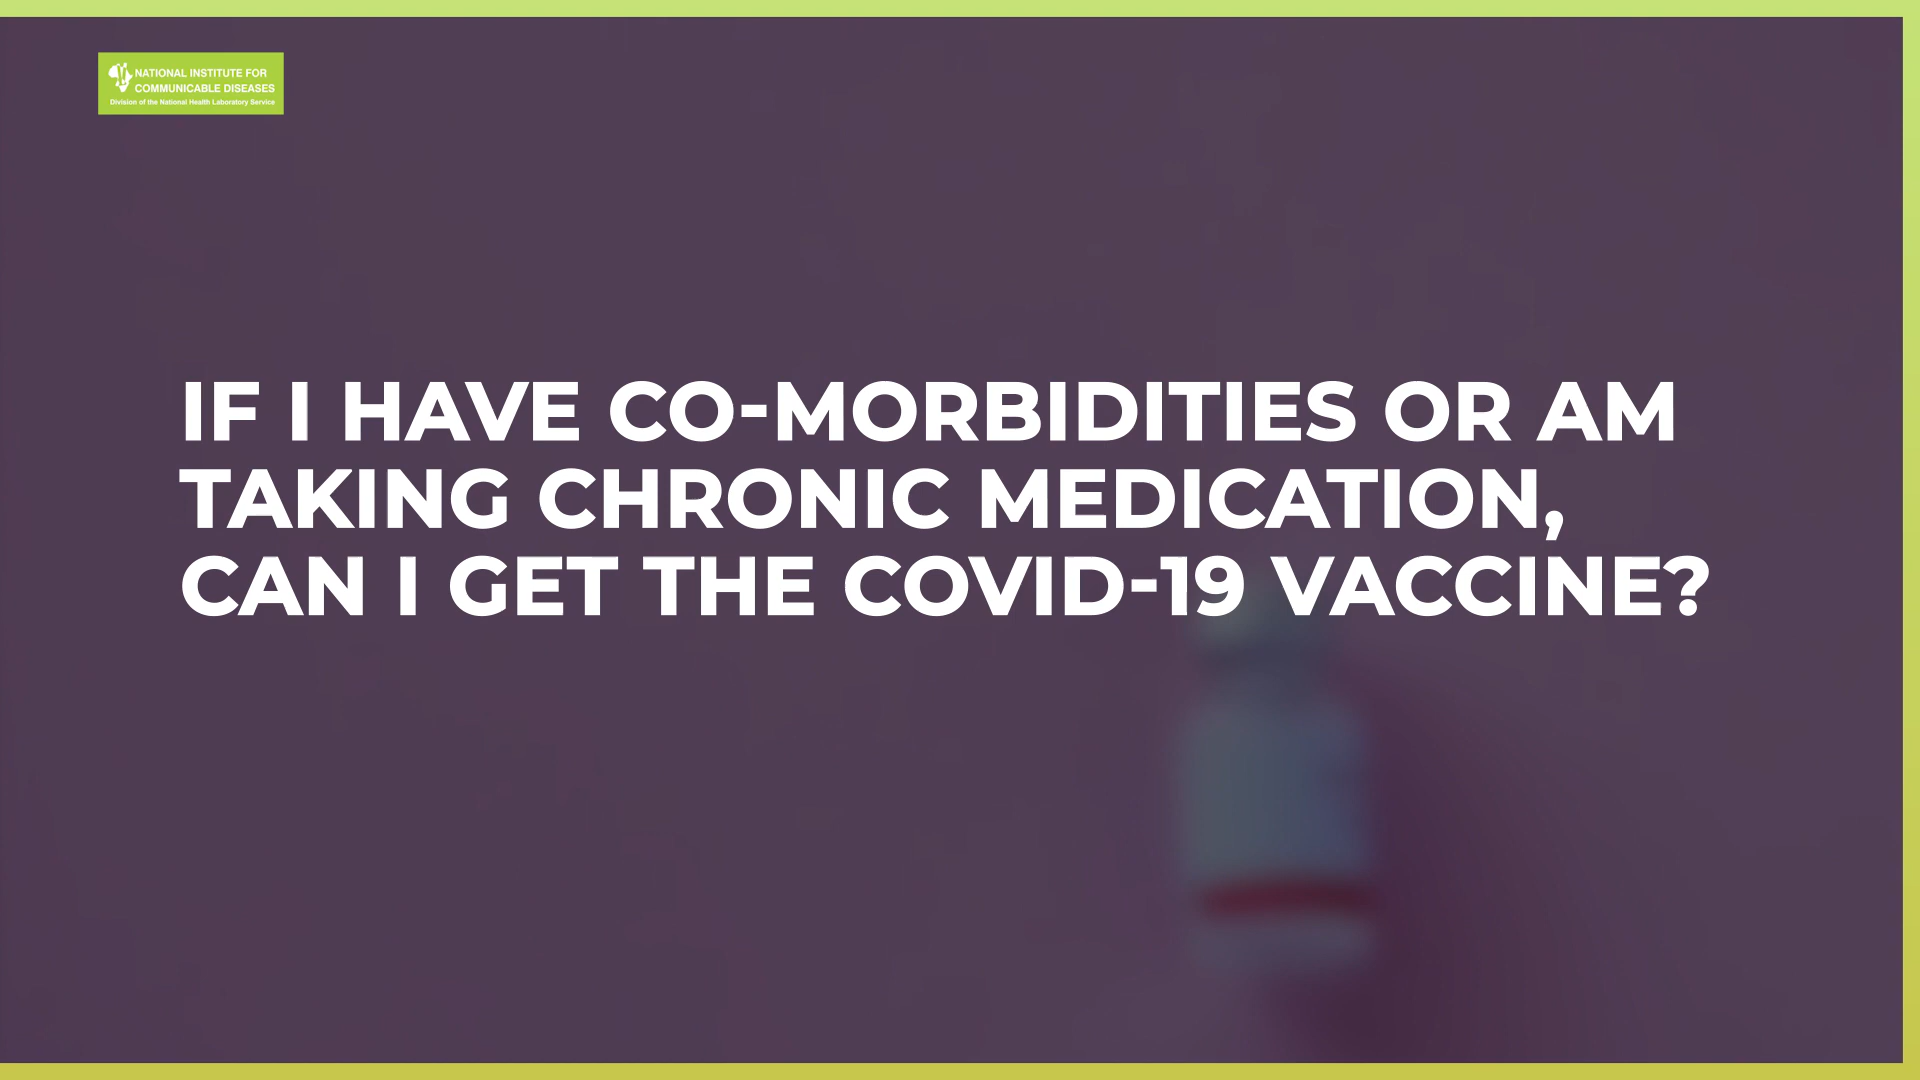 NATIONAL INSTITUTE FOR
COMMUNICABLE DISEASES
Division of the National Health Laboratory Service
IF I HAVE CO-MORBIDITIES OR AM
TAKING CHRONIC MEDICATION,
CAN I GET THE COVID-19 VACCINE?